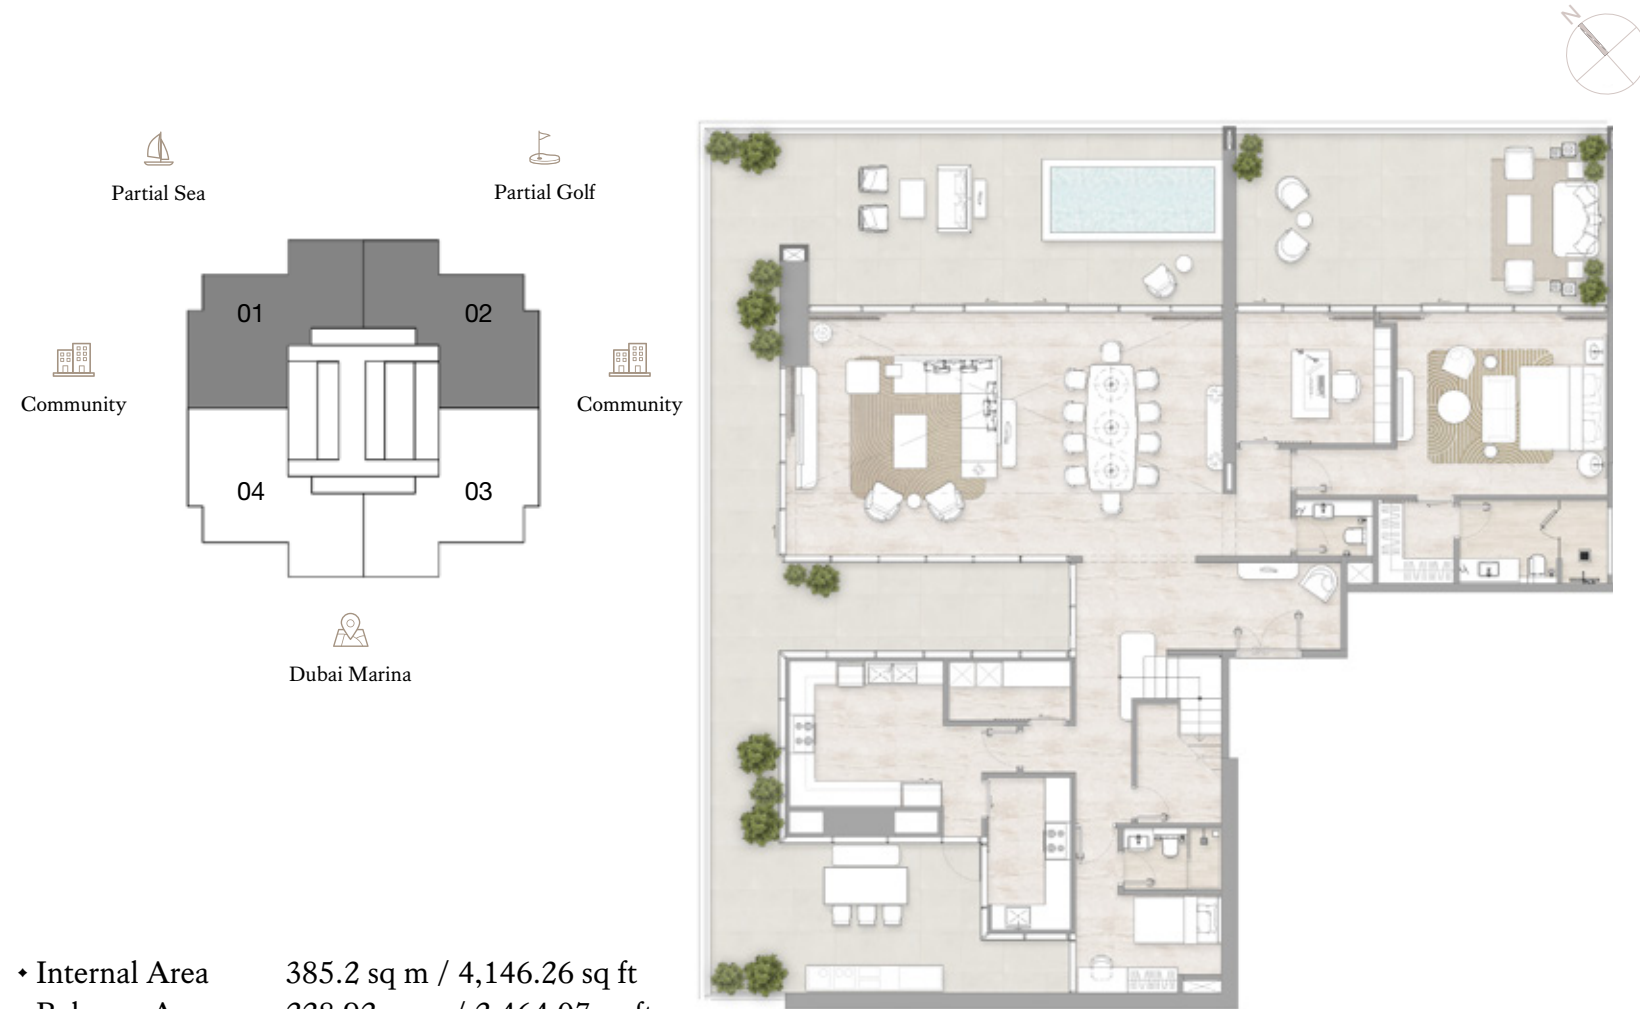 N
Partial Sea
Partial Golf
01
02
Community
Community
04
03
Dubai Marina
Internal Area 385.2 sq m / 4,146.26 sq ft